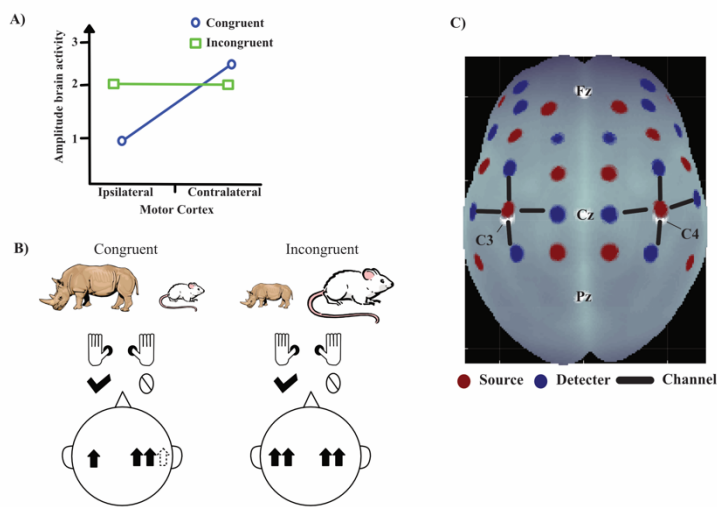 A)
Congruent
Incongruent
Amplitude brain activity
3
2
1
Ipsilateral
Contralateral
Motor Cortex
B)
Congruent
Incongruent
C)
Fz
Cz
C3
C4
Pz
Source
Detecter
Channel